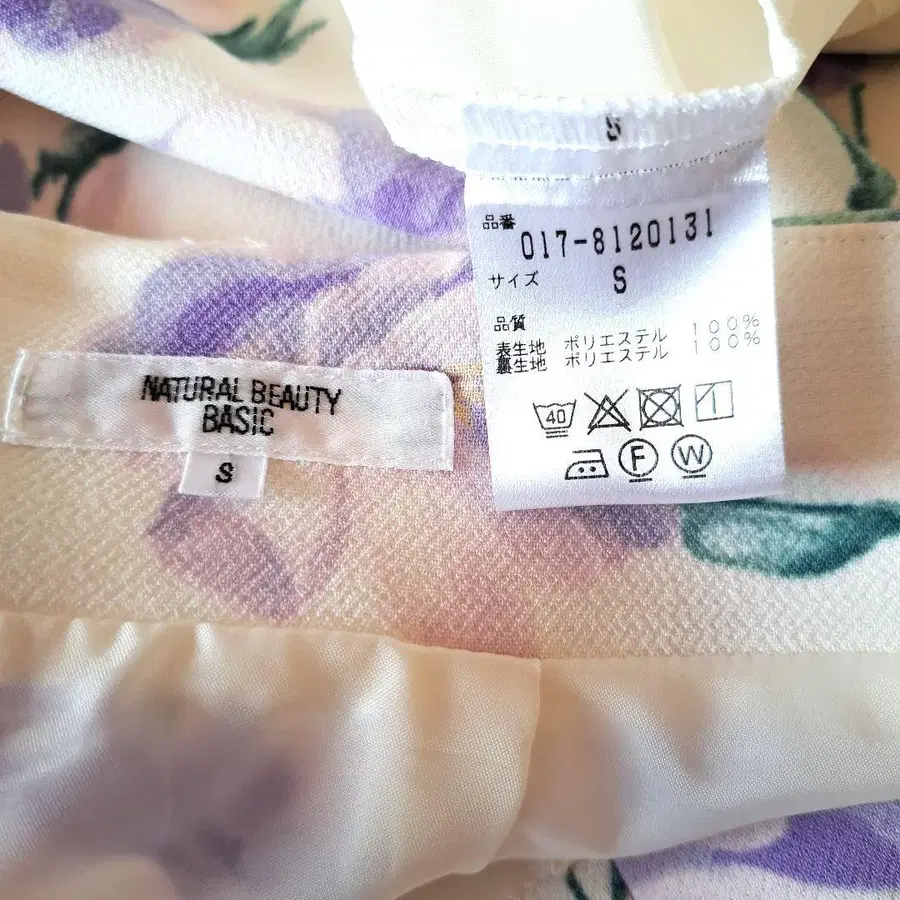 S
品番
017-8120131
サイズ S
品質
表生地 ポリエステル 100%
裏生地 ポリエステル 100%
40
F W
NATURAL BEAUTY
BASIC
S